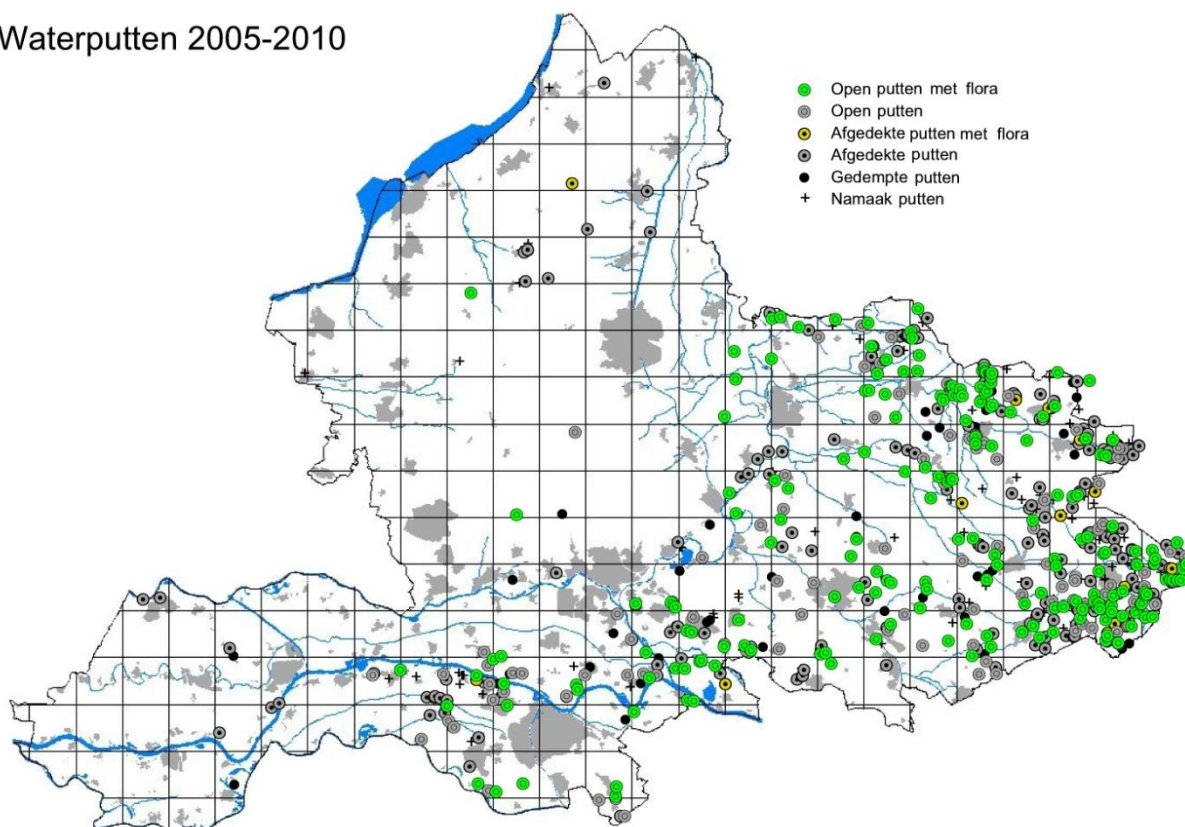 Waterputten 2005-2010
Open putten met flora
Open putten
Afgedekte putten met flora
Afgedekte putten
Gedempte putten
Namaak putten